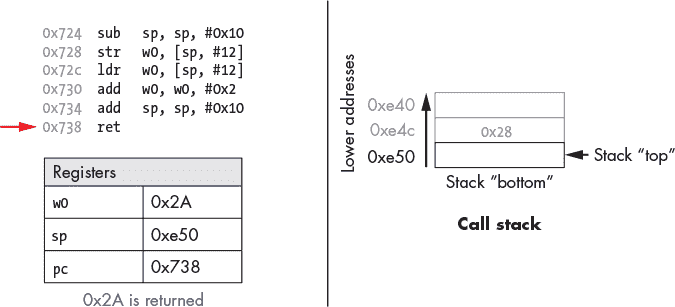 0x724 sub sp, sp, #0x10
0x728 str w0, [sp, #12]
0x72c ldr w0, [sp, #12]
0x730 add w0, w0, #0x2
0x734 add sp, sp, #0x10
0x738 ret
Registers
w0 0x2A
sp 0xe50
pc 0x738
0x2A is returned
Lower addresses
0xe40
0xe4c 0x28
0xe50
Stack “top”
Stack “bottom”
Call stack